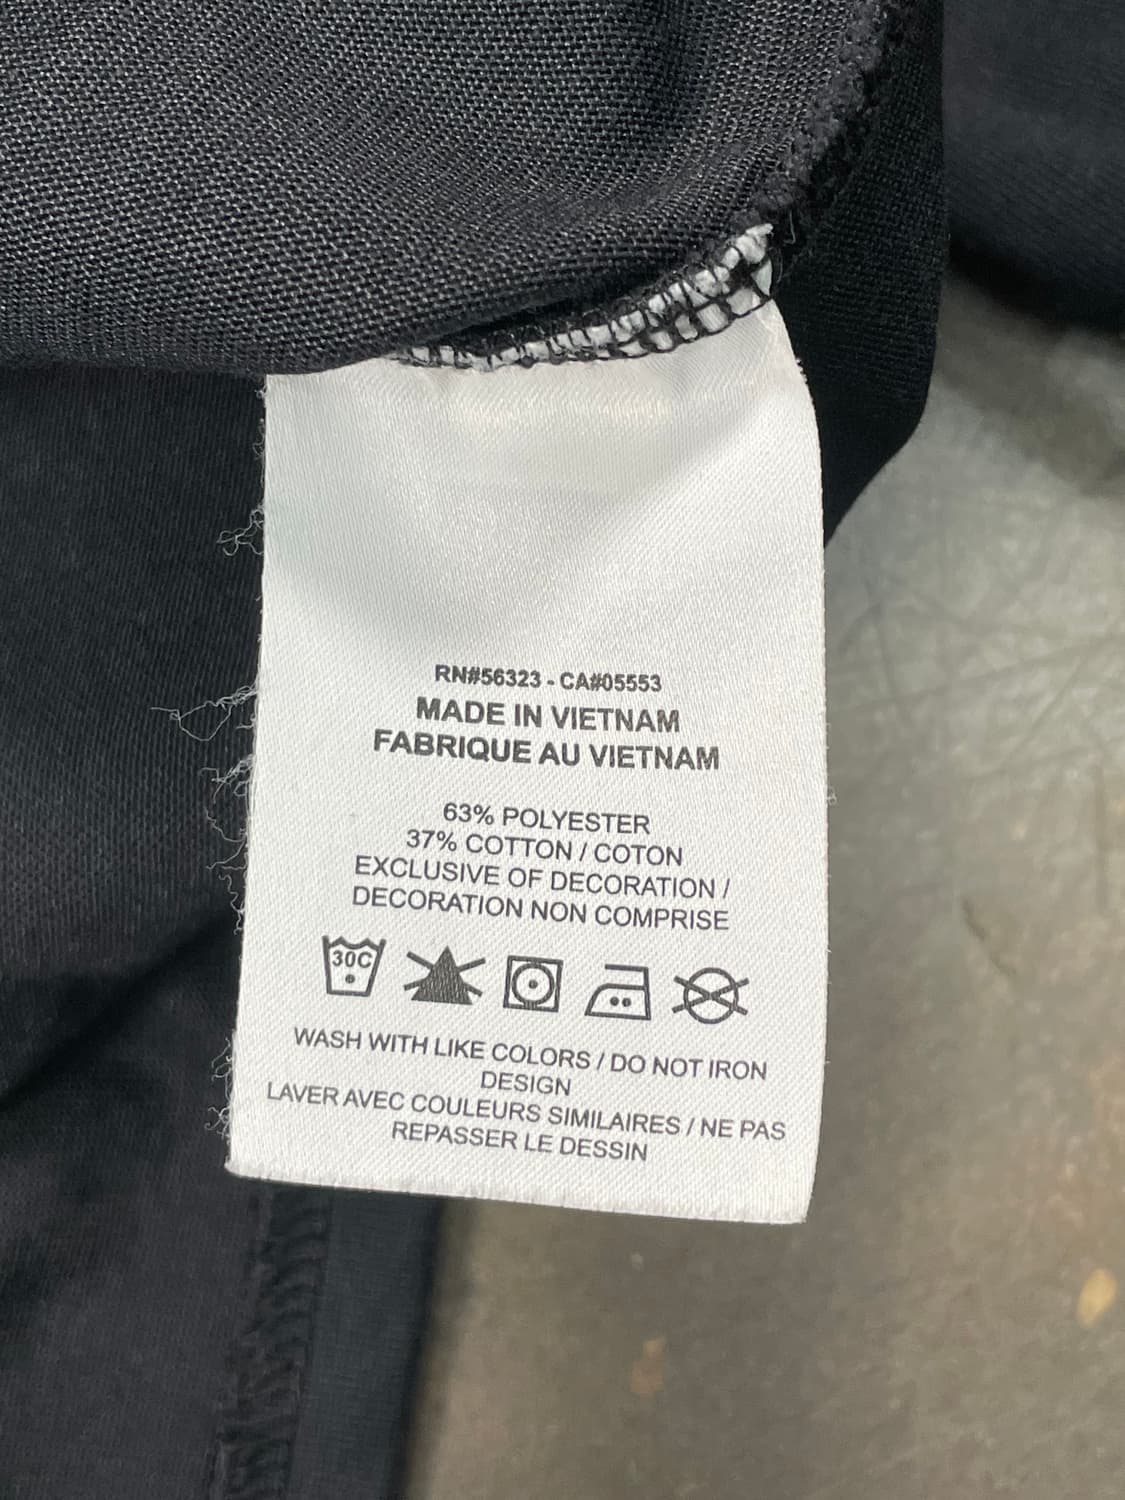 RN#56323 - CA#05553
MADE IN VIETNAM
FABRIQUE AU VIETNAM
63% POLYESTER
37% COTTON / COTON
EXCLUSIVE OF DECORATION /
DECORATION NON COMPRISE
30C
WASH WITH LIKE COLORS / DO NOT IRON
DESIGN
LAVER AVEC COULEURS SIMILAIRES / NE PAS
REPASSER LE DESSIN